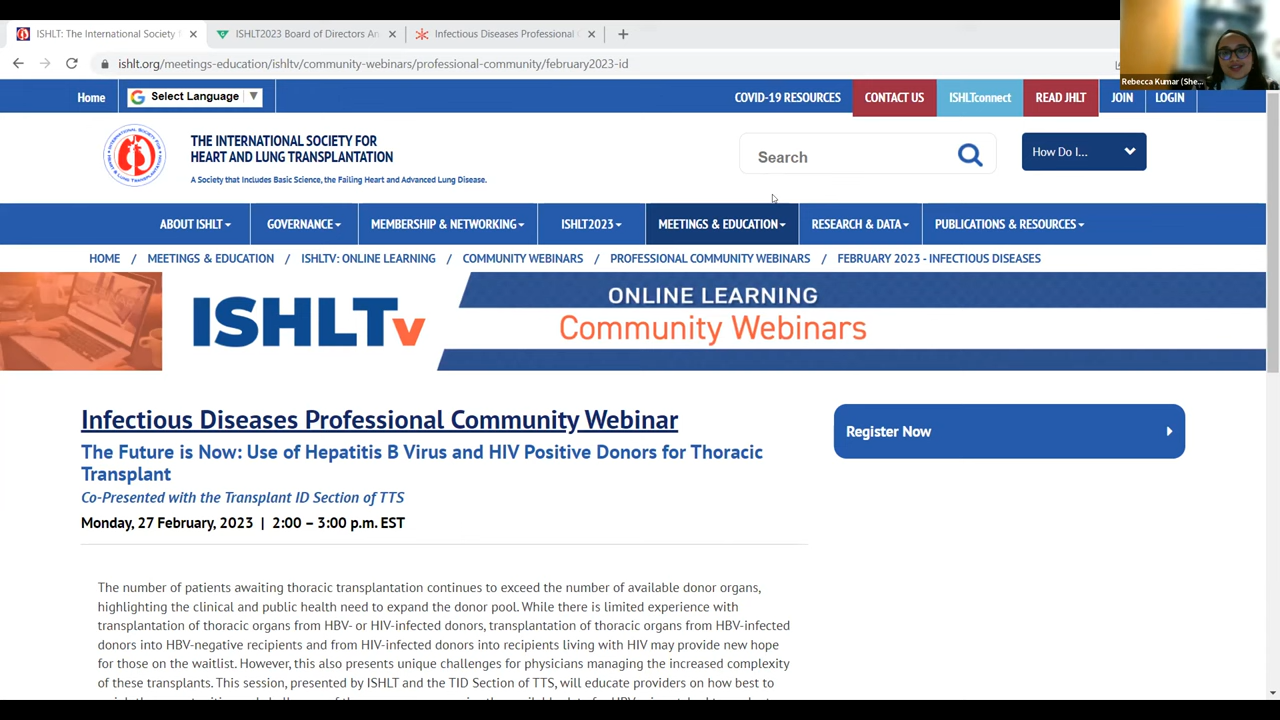 ISHLT: The International Society
ISHLT2023 Board of Directors An
Infectious Diseases Professional
ishlt.org/meetings-education/ishltv/community-webinars/professional-community/february2023-id
Rebecca Kumar (She...
Home
Select Language
COVID-19 RESOURCES
CONTACT US
ISHLTconnect
READ JHLT
JOIN
LOGIN
THE INTERNATIONAL SOCIETY FOR
HEART AND LUNG TRANSPLANTATION
A Society that Includes Basic Science, the Failing Heart and Advanced Lung Disease.
Search
How Do I...
ABOUT ISHLT
GOVERNANCE
MEMBERSHIP & NETWORKING
ISHLT2023
MEETINGS & EDUCATION
RESEARCH & DATA
PUBLICATIONS & RESOURCES
HOME / MEETINGS & EDUCATION / ISHLTV: ONLINE LEARNING / COMMUNITY WEBINARS / PROFESSIONAL COMMUNITY WEBINARS / FEBRUARY 2023 - INFECTIOUS DISEASES
ISHLTv
ONLINE LEARNING
Community Webinars
Infectious Diseases Professional Community Webinar
The Future is Now: Use of Hepatitis B Virus and HIV Positive Donors for Thoracic
Transplant
Co-Presented with the Transplant ID Section of TTS
Monday, 27 February, 2023 | 2:00 – 3:00 p.m. EST
Register Now
The number of patients awaiting thoracic transplantation continues to exceed the number of available donor organs,
highlighting the clinical and public health need to expand the donor pool. While there is limited experience with
transplantation of thoracic organs from HBV- or HIV-infected donors, transplantation of thoracic organs from HBV-infected
donors into HBV-negative recipients and from HIV-infected donors into recipients living with HIV may provide new hope
for those on the waitlist. However, this also presents unique challenges for physicians managing the increased complexity
of these transplants. This session, presented by ISHLT and the TID Section of TTS, will educate providers on how best to